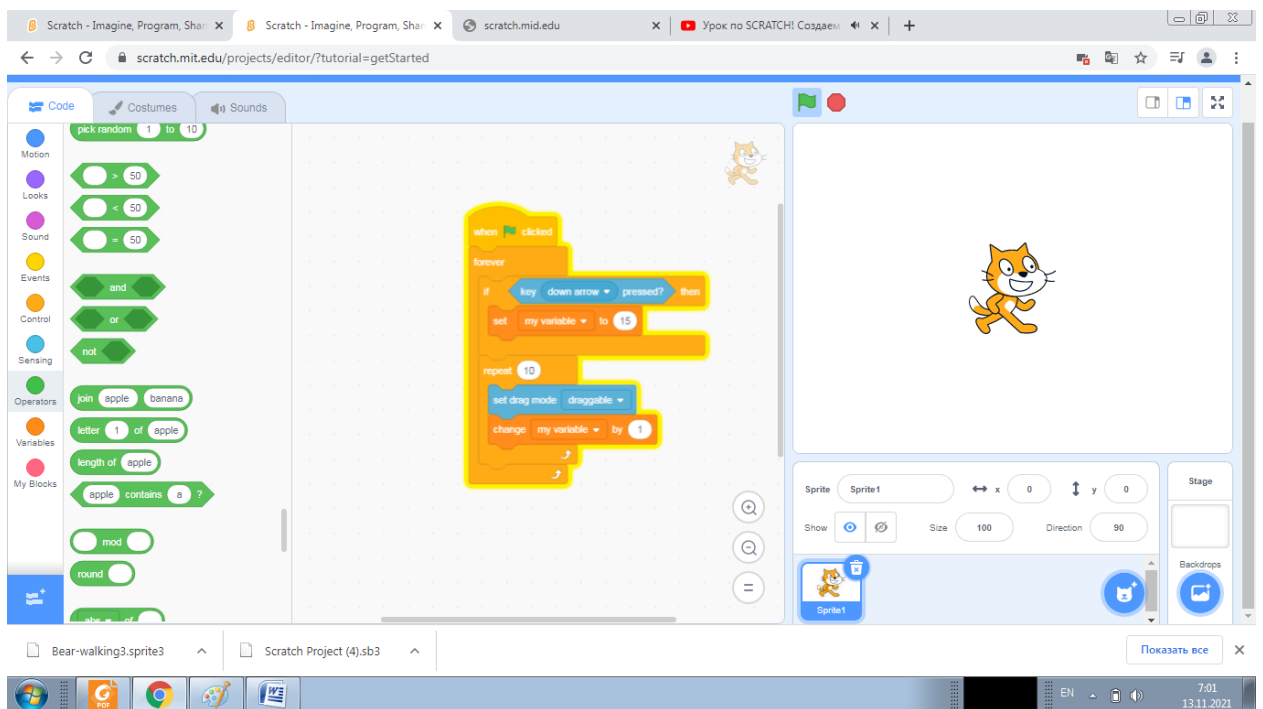 Scratch - Imagine, Program, Shar
Scratch - Imagine, Program, Shar
scratch.mid.edu
Урок по SCRATCH! Создаем
scratch.mit.edu/projects/editor/?tutorial=getStarted
Code
Costumes
Sounds
Motion
Looks
Sound
Events
Control
Sensing
Operators
Variables
My Blocks
pick random 1 to 10
> 50
< 50
= 50
and
or
not
join apple banana
letter 1 of apple
length of apple
apple contains a ?
mod
round
abs of
when clicked
forever
if key down arrow pressed? then
set my variable to 15
repeat 10
set drag mode draggable
change my variable by 1
Sprite Sprite1 x 0 y 0
Show Size 100 Direction 90
Sprite1
Stage
Backdrops
Bear-walking3.sprite3
Scratch Project (4).sb3
Показать все
PDF
EN
7:01
13.11.2021